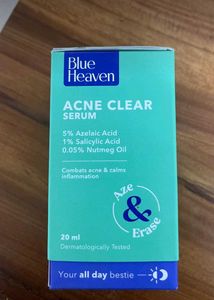 Blue
Heaven
ACNE CLEAR
SERUM
5% Azelaic Acid
1% Salicylic Acid
0.05% Nutmeg Oil
Combats acne & calms
inflammation
Aze
&
Erase
20 ml
Dermatologically Tested
Your all day bestie